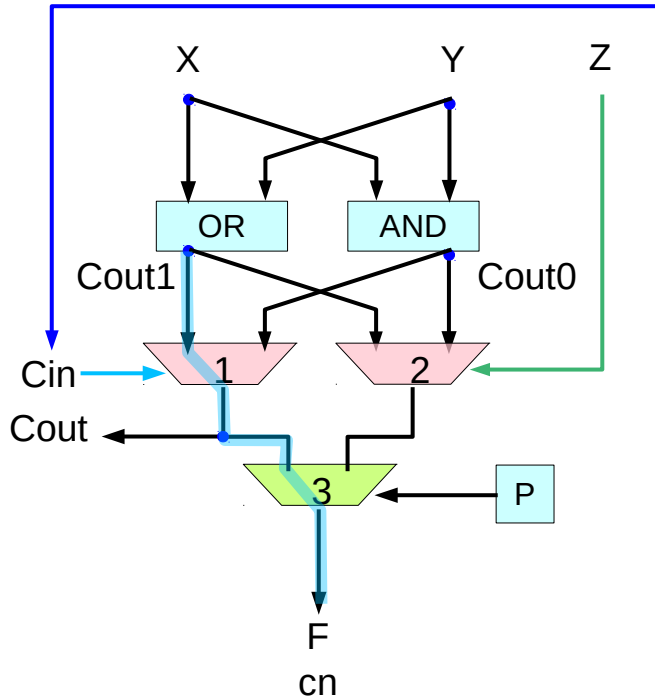 X Y Z
OR AND
Cout1 Cout0
Cin 1 2
Cout
3 P
F
cn